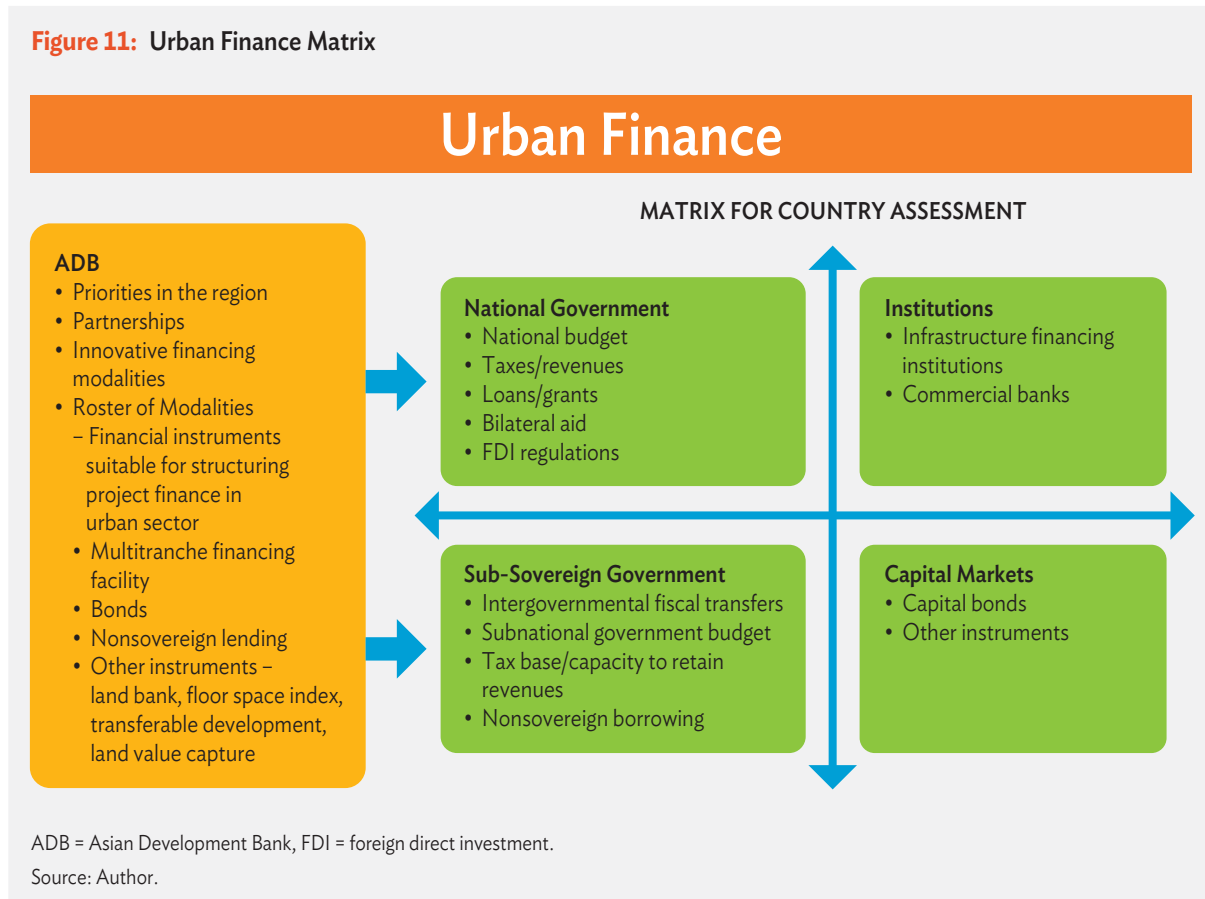 Figure 11: Urban Finance Matrix
Urban Finance
MATRIX FOR COUNTRY ASSESSMENT
ADB
• Priorities in the region
• Partnerships
• Innovative financing
modalities
• Roster of Modalities
– Financial instruments
suitable for structuring
project finance in
urban sector
• Multitranche financing
facility
• Bonds
• Nonsovereign lending
• Other instruments –
land bank, floor space index,
transferable development,
land value capture
National Government
• National budget
• Taxes/revenues
• Loans/grants
• Bilateral aid
• FDI regulations
Institutions
• Infrastructure financing
institutions
• Commercial banks
Sub-Sovereign Government
• Intergovernmental fiscal transfers
• Subnational government budget
• Tax base/capacity to retain
revenues
• Nonsovereign borrowing
Capital Markets
• Capital bonds
• Other instruments
ADB = Asian Development Bank, FDI = foreign direct investment.
Source: Author.